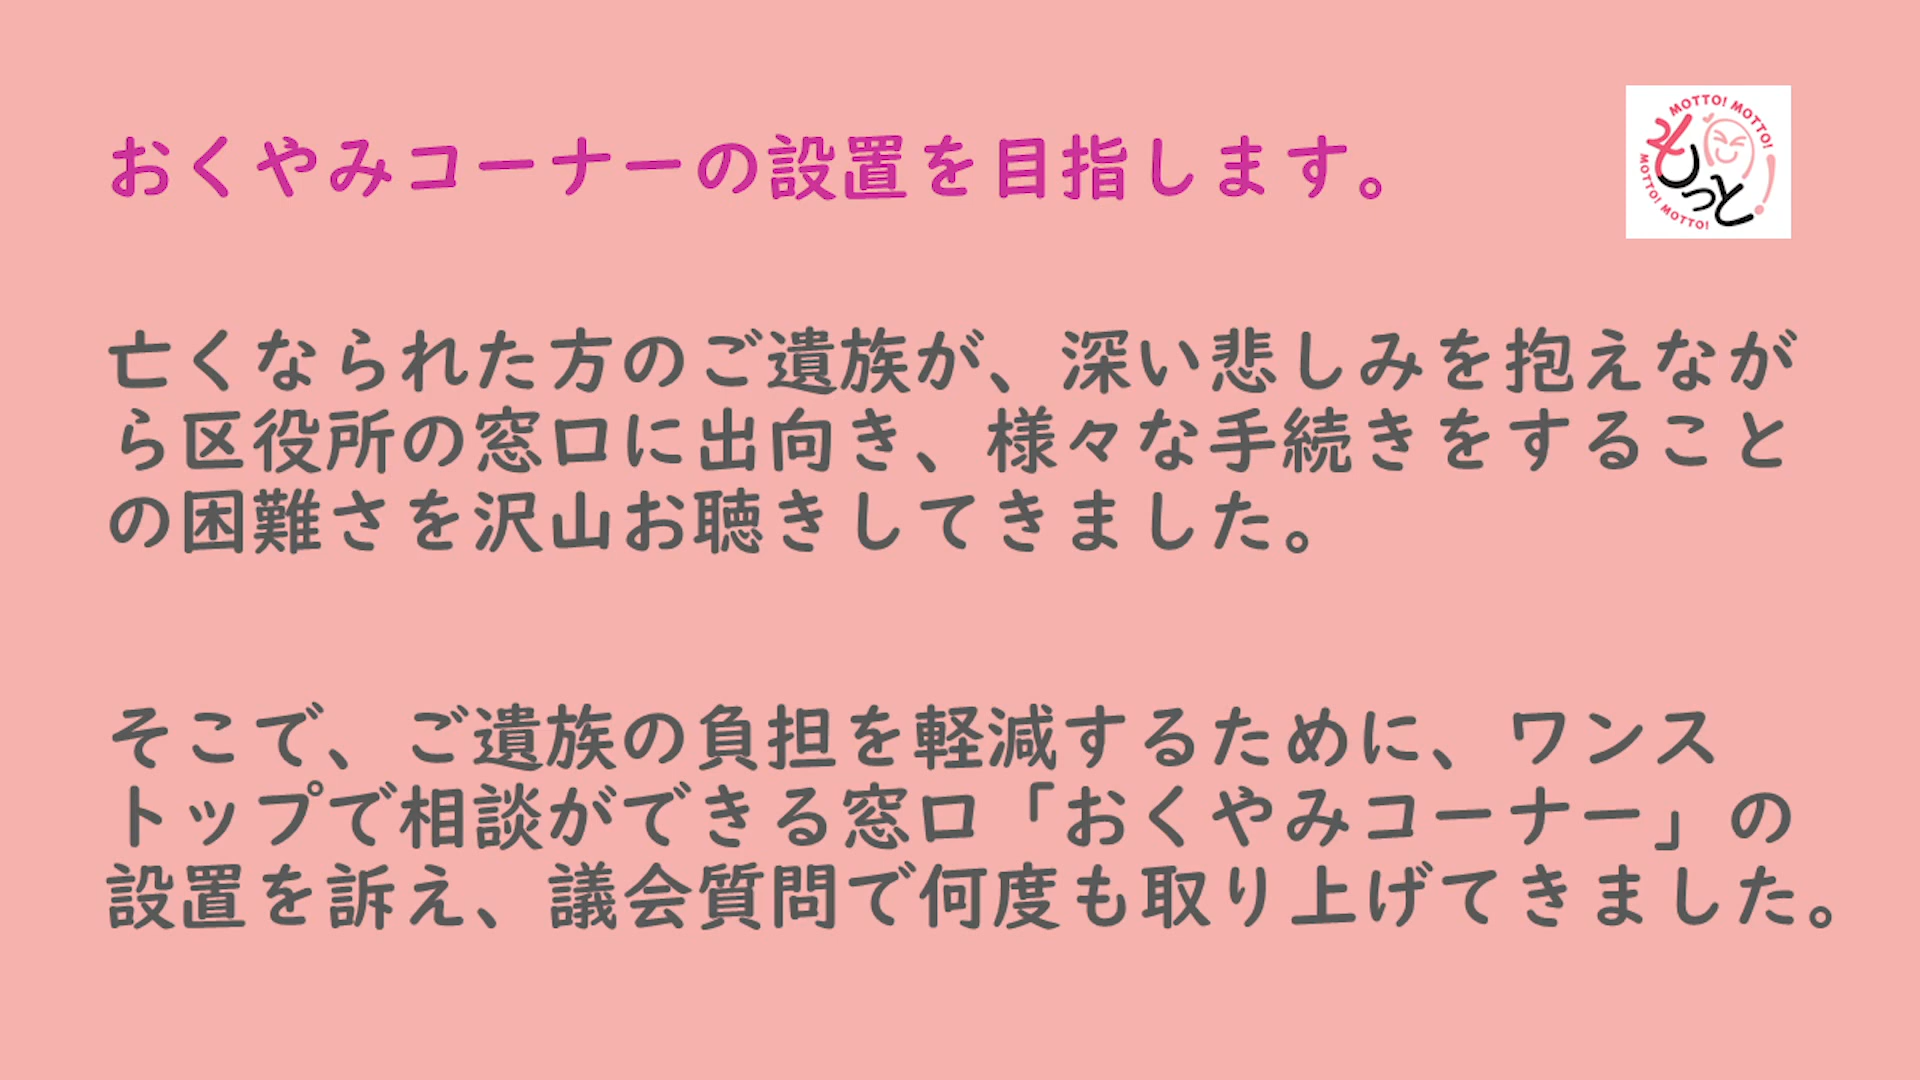 おくやみコーナーの設置を目指します。
MOTTO! MOTTO!
もっと!
MOTTO! MOTTO!
亡くなられた方のご遺族が、深い悲しみを抱えなが
ら区役所の窓口に出向き、様々な手続きをすること
の困難さを沢山お聴きしてきました。
そこで、ご遺族の負担を軽減するために、ワンス
トップで相談ができる窓口「おくやみコーナー」の
設置を訴え、議会質問で何度も取り上げてきました。